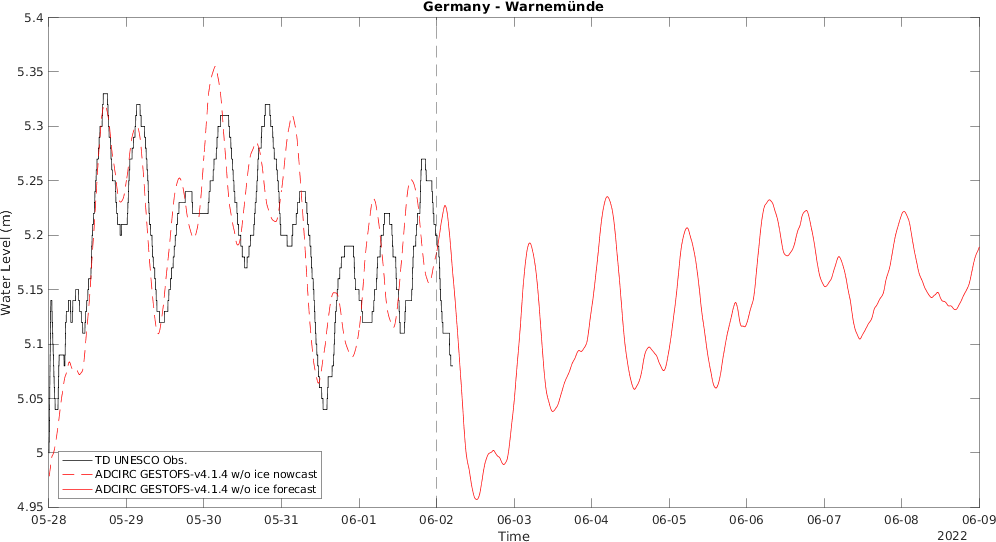 Germany - Warnemünde
5.4
5.35
5.3
5.25
5.2
5.15
5.1
5.05
5
4.95
Water Level (m)
TD UNESCO Obs.
ADCIRC GESTOFS-v4.1.4 w/o ice nowcast
ADCIRC GESTOFS-v4.1.4 w/o ice forecast
05-28 05-29 05-30 05-31 06-01 06-02 06-03 06-04 06-05 06-06 06-07 06-08 06-09
Time
2022